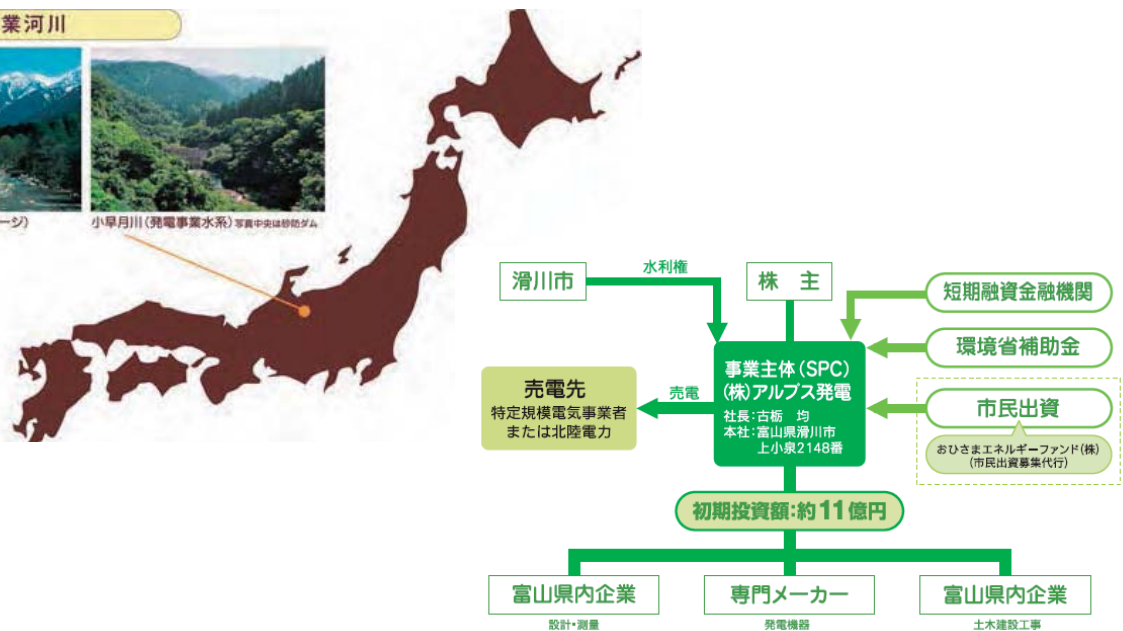 業河川
ージ)
小早月川(発電事業水系)写真中央は砂防ダム
滑川市
水利権
株 主
短期融資金融機関
環境省補助金
事業主体(SPC)
(株)アルプス発電
社長:古栃 均
本社:富山県滑川市
上小泉2148番
売電
売電先
特定規模電気事業者
または北陸電力
市民出資
おひさまエネルギーファンド(株)
(市民出資募集代行)
初期投資額:約11億円
富山県内企業
設計・測量
専門メーカー
発電機器
富山県内企業
土木建設工事